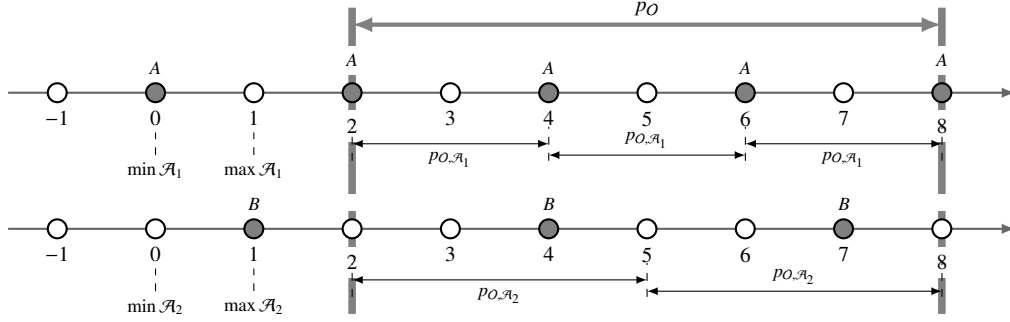 p_O
A A A A A
−1 0 1 2 3 4 5 6 7 8
p_{O,𝒜_1} p_{O,𝒜_1} p_{O,𝒜_1}
min 𝒜_1 max 𝒜_1
B B B
−1 0 1 2 3 4 5 6 7 8
p_{O,𝒜_2} p_{O,𝒜_2}
min 𝒜_2 max 𝒜_2